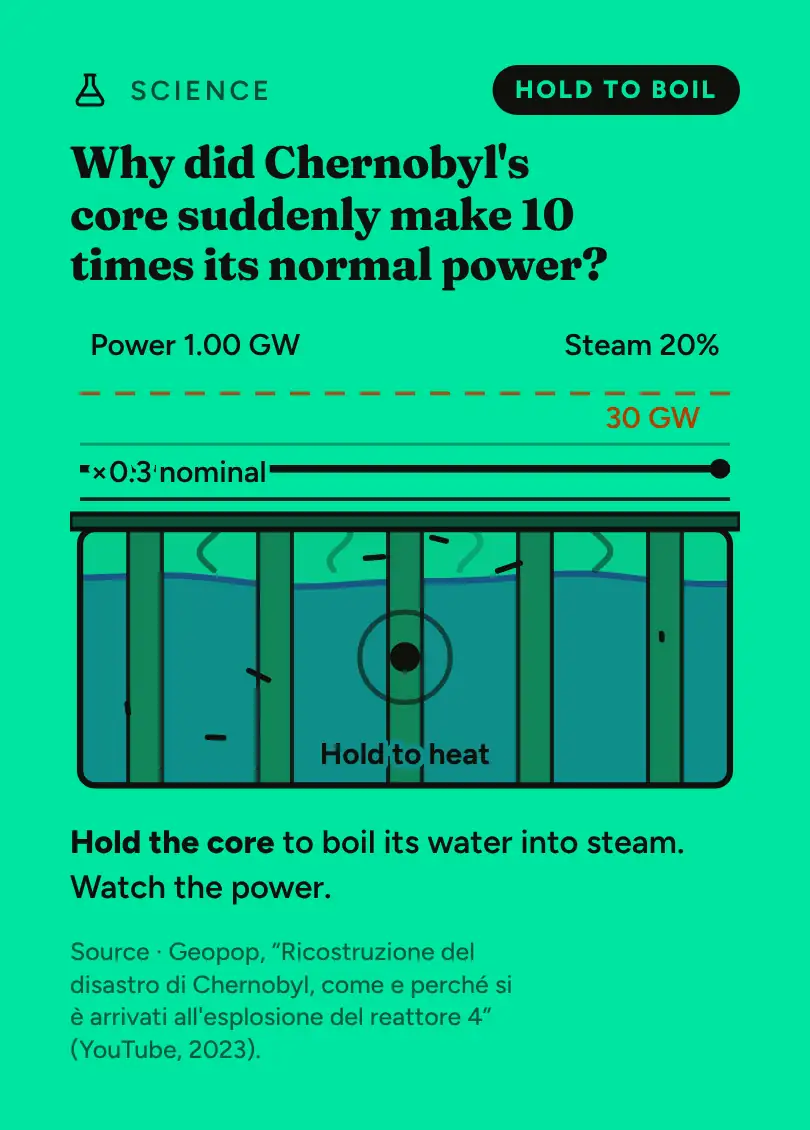 SCIENCE
HOLD TO BOIL
Why did Chernobyl's
core suddenly make 10
times its normal power?
Power 1.00 GW
Steam 20%
30 GW
×0.3 nominal
Hold to heat
Hold the core to boil its water into steam.
Watch the power.
Source · Geopop, “Ricostruzione del
disastro di Chernobyl, come e perché si
è arrivati all'esplosione del reattore 4”
(YouTube, 2023).